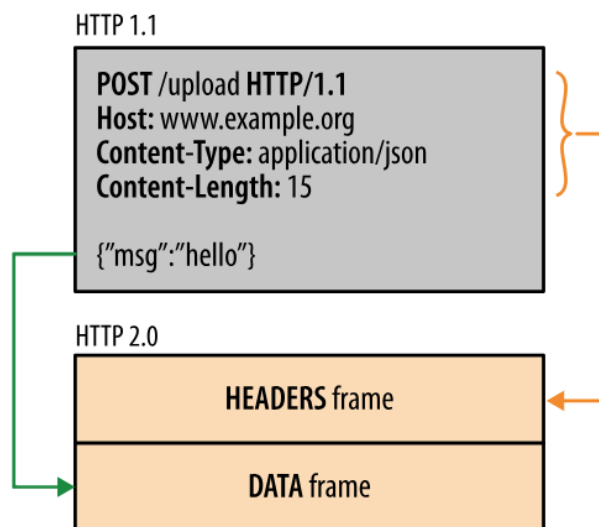 HTTP 1.1
POST /upload HTTP/1.1
Host: www.example.org
Content-Type: application/json
Content-Length: 15
{”msg”:”hello”}
HTTP 2.0
HEADERS frame
DATA frame